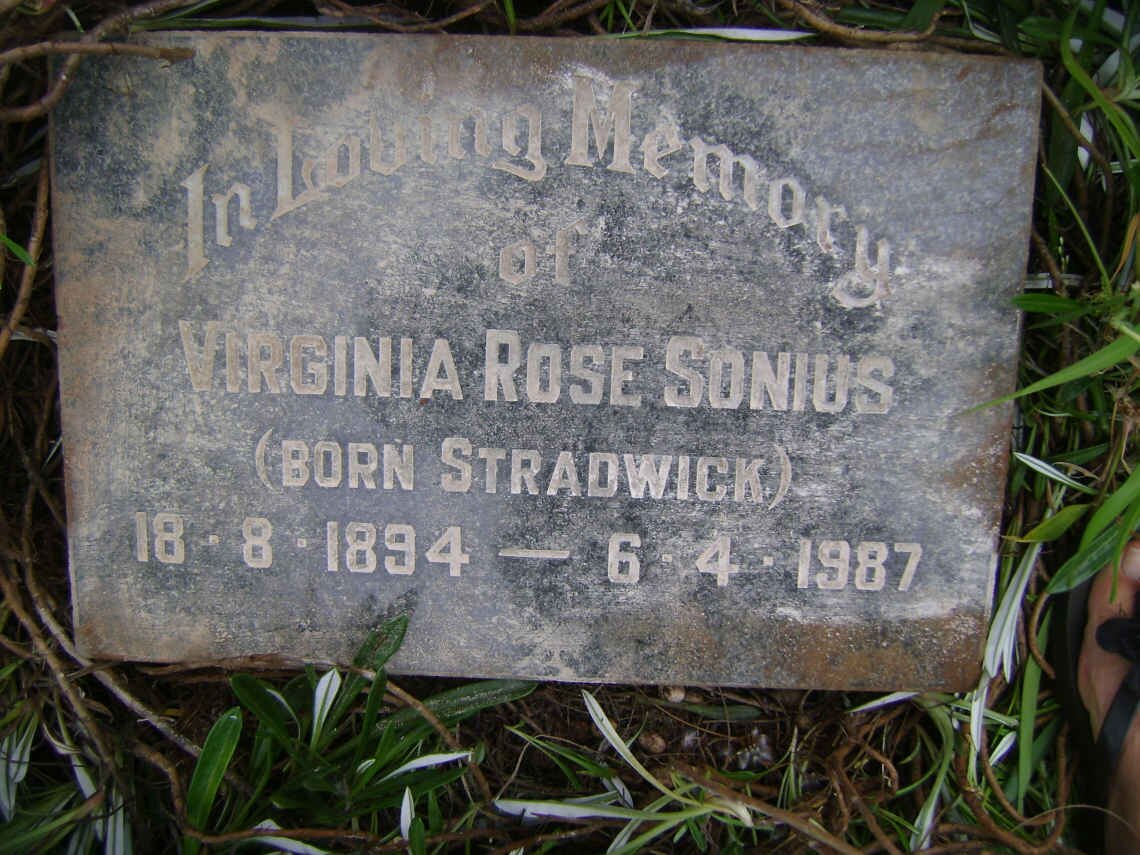 In Loving Memory
of
VIRGINIA ROSE SONIUS
(BORN STRADWICK)
18 · 8 · 1894 — 6 · 4 · 1987